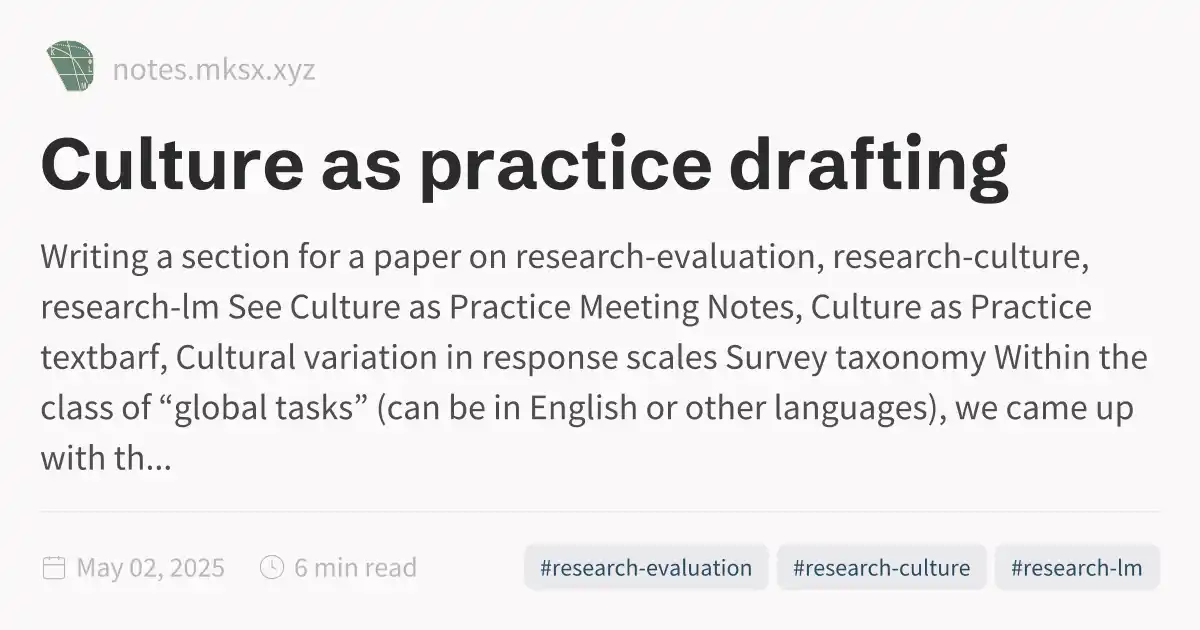 notes.mksx.xyz
Culture as practice drafting
Writing a section for a paper on research-evaluation, research-culture,
research-lm See Culture as Practice Meeting Notes, Culture as Practice
textbarf, Cultural variation in response scales Survey taxonomy Within the
class of “global tasks” (can be in English or other languages), we came up
with th...
May 02, 2025
6 min read
#research-evaluation
#research-culture
#research-lm